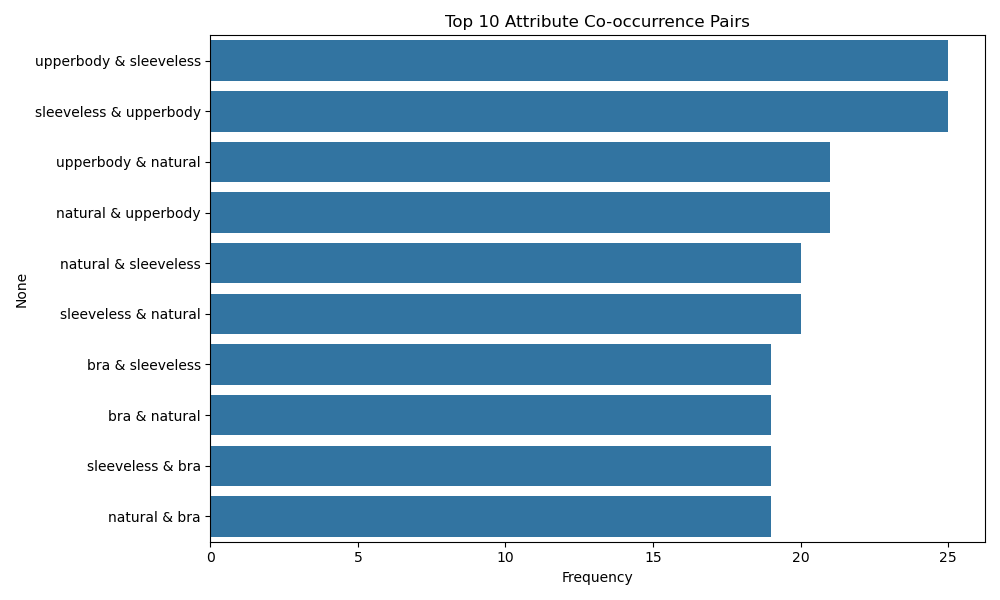 Top 10 Attribute Co-occurrence Pairs
upperbody & sleeveless
sleeveless & upperbody
upperbody & natural
natural & upperbody
natural & sleeveless
sleeveless & natural
bra & sleeveless
bra & natural
sleeveless & bra
natural & bra
None
0 5 10 15 20 25
Frequency